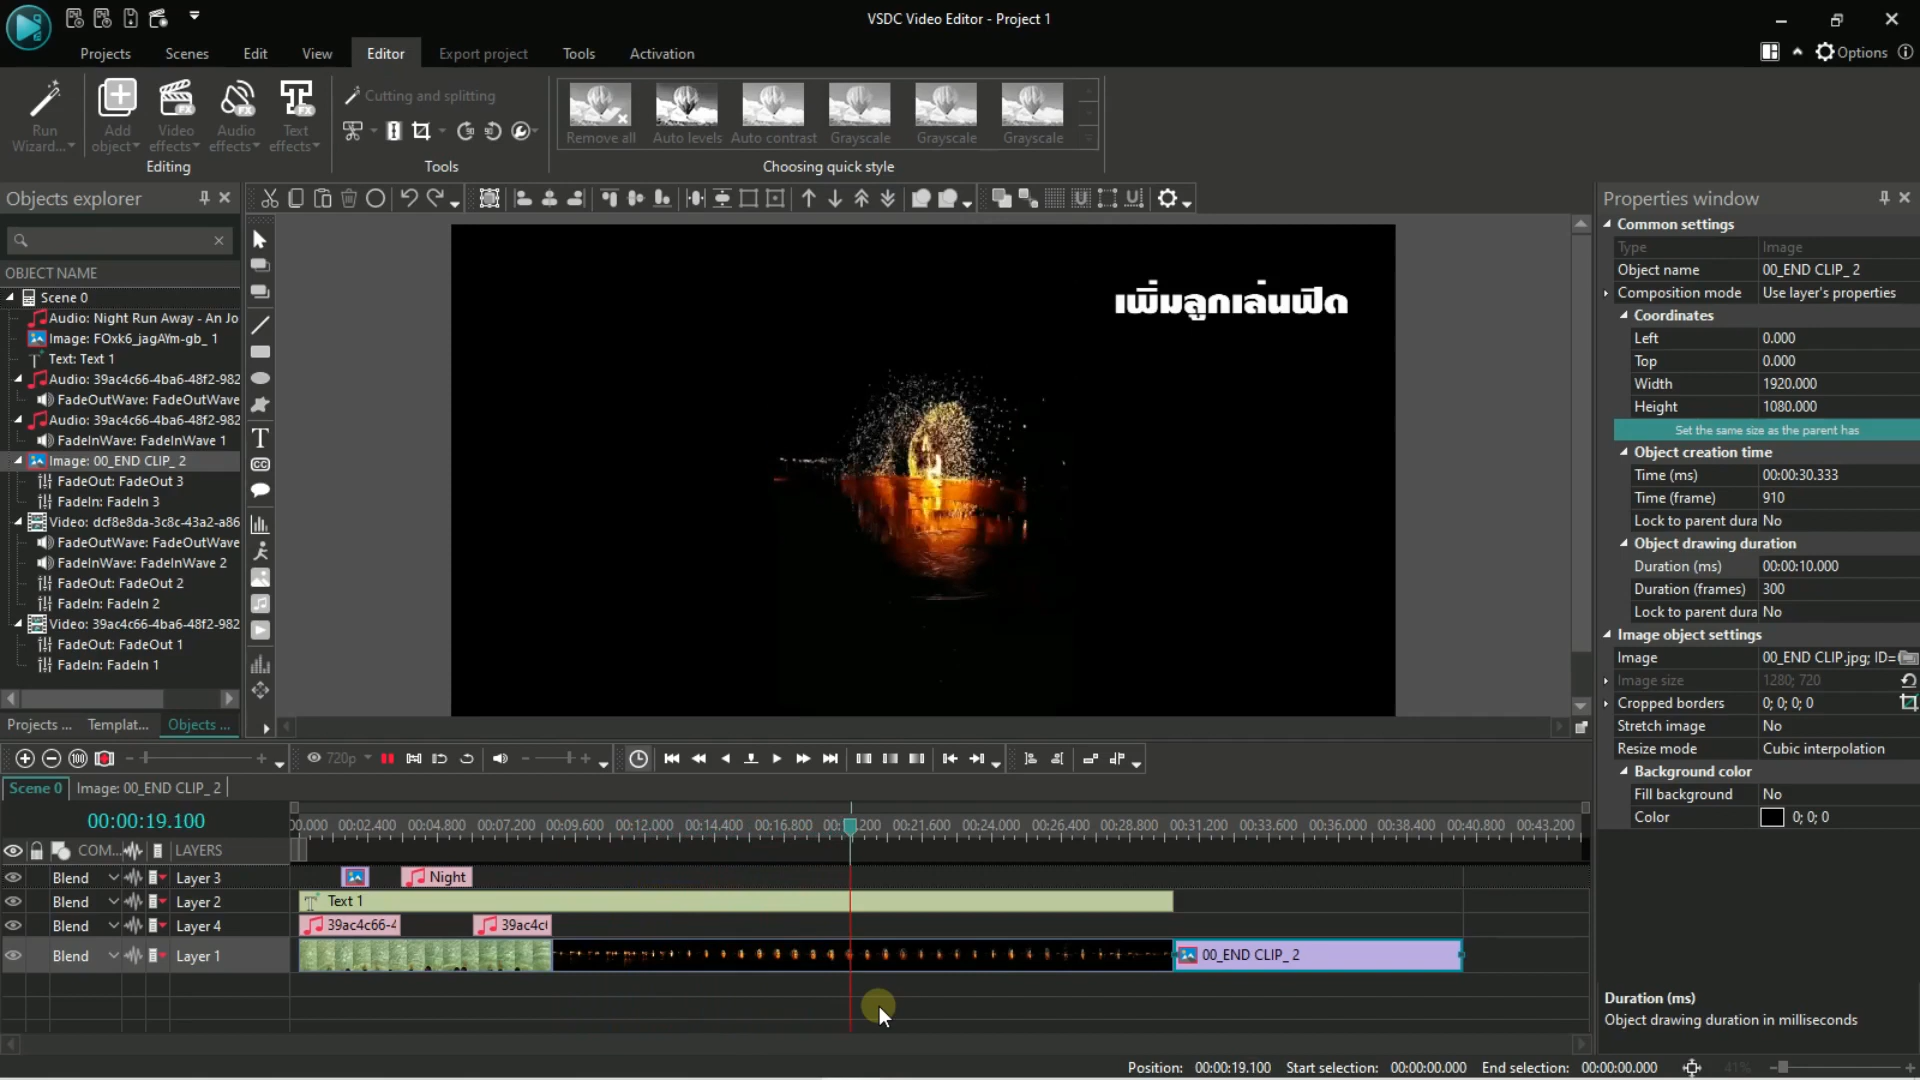 VSDC Video Editor - Project 1
Projects
Scenes
Edit
View
Editor
Export project
Tools
Activation
Options
Run
Wizard...
Add
object
Video
effects
Audio
effects
Text
effects
Editing
Cutting and splitting
Tools
Remove all
Auto levels
Auto contrast
Grayscale
Grayscale
Grayscale
Choosing quick style
Objects explorer
OBJECT NAME
Scene 0
Audio: Night Run Away - An Jo
Image: FOxk6_jagAYm-gb_ 1
Text: Text 1
Audio: 39ac4c66-4ba6-48f2-982
FadeOutWave: FadeOutWave
Audio: 39ac4c66-4ba6-48f2-982
FadeInWave: FadeInWave 1
Image: 00_END CLIP_ 2
FadeOut: FadeOut 3
FadeIn: FadeIn 3
Video: dcf8e8da-3c8c-43a2-a86
FadeOutWave: FadeOutWave
FadeInWave: FadeInWave 2
FadeOut: FadeOut 2
FadeIn: FadeIn 2
Video: 39ac4c66-4ba6-48f2-982
FadeOut: FadeOut 1
FadeIn: FadeIn 1
Projects ...
Templat...
Objects ...
เพิ่มลูกเล่นฟิด
Properties window
Common settings
Type Image
Object name 00_END CLIP_ 2
Composition mode Use layer's properties
Coordinates
Left 0.000
Top 0.000
Width 1920.000
Height 1080.000
Set the same size as the parent has
Object creation time
Time (ms) 00:00:30.333
Time (frame) 910
Lock to parent dura No
Object drawing duration
Duration (ms) 00:00:10.000
Duration (frames) 300
Lock to parent dura No
Image object settings
Image 00_END CLIP.jpg; ID=
Image size 1280; 720
Cropped borders 0; 0; 0; 0
Stretch image No
Resize mode Cubic interpolation
Background color
Fill background No
Color 0; 0; 0
Duration (ms)
Object drawing duration in milliseconds
720p
Scene 0
Image: 00_END CLIP_ 2
00:00:19.100
00.000 00:02.400 00:04.800 00:07.200 00:09.600 00:12.000 00:14.400 00:16.800 00: 200 00:21.600 00:24.000 00:26.400 00:28.800 00:31.200 00:33.600 00:36.000 00:38.400 00:40.800 00:43.200
COM... LAYERS
Blend Layer 3 Night
Blend Layer 2 Text 1
Blend Layer 4 39ac4c66-4 39ac4c
Blend Layer 1 00_END CLIP_ 2
Position: 00:00:19.100 Start selection: 00:00:00.000 End selection: 00:00:00.000 41%